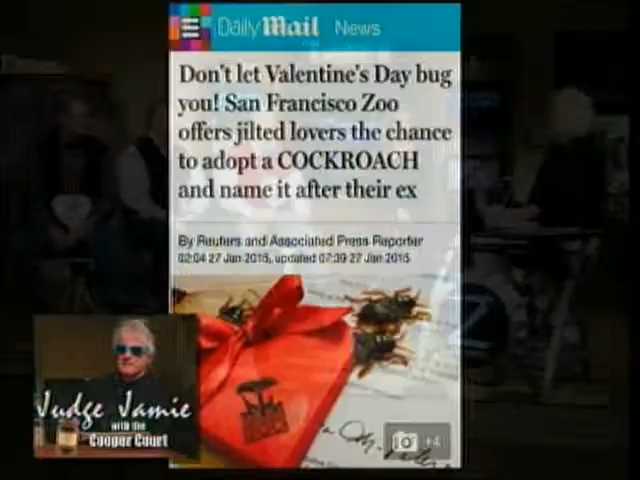 Daily Mail News
Don't let Valentine's Day bug
you! San Francisco Zoo
offers jilted lovers the chance
to adopt a COCKROACH
and name it after their ex
By Reuters and Associated Press Reporter
02:04 27 Jan 2015, updated 07:39 27 Jan 2015
+4
Judge Jamie
with the
Cooper Court